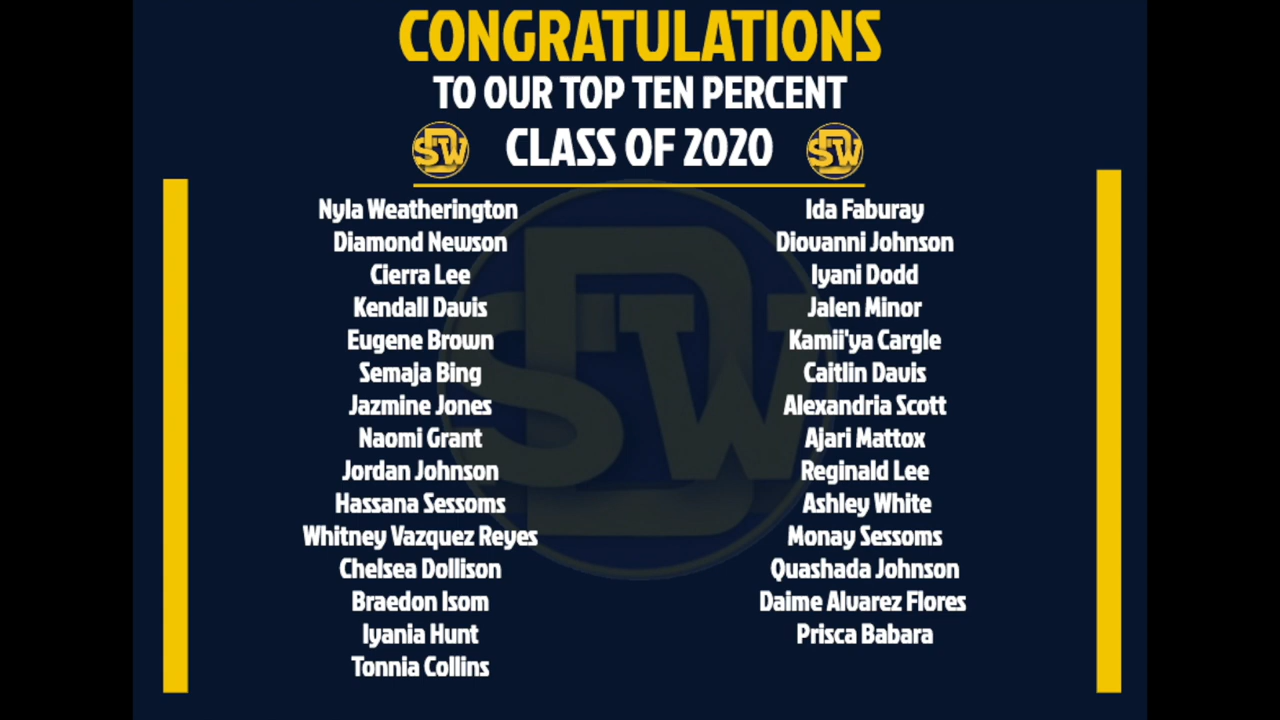 CONGRATULATIONS
TO OUR TOP TEN PERCENT
CLASS OF 2020
Nyla Weatherington
Diamond Newson
Cierra Lee
Kendall Davis
Eugene Brown
Semaja Bing
Jazmine Jones
Naomi Grant
Jordan Johnson
Hassana Sessoms
Whitney Vazquez Reyes
Chelsea Dollison
Braedon Isom
Iyania Hunt
Tonnia Collins
Ida Faburay
Diovanni Johnson
Iyani Dodd
Jalen Minor
Kamii'ya Cargle
Caitlin Davis
Alexandria Scott
Ajari Mattox
Reginald Lee
Ashley White
Monay Sessoms
Quashada Johnson
Daime Alvarez Flores
Prisca Babara
SDW
SDW
SDW